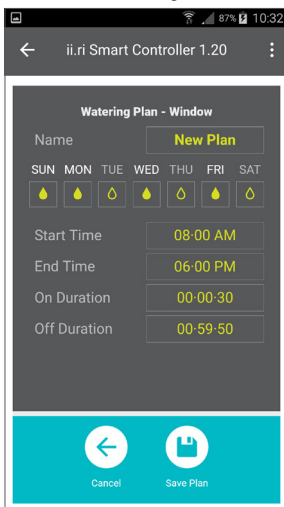 87% 10:32
ii.ri Smart Controller 1.20
Watering Plan - Window
Name New Plan
SUN MON TUE WED THU FRI SAT
Start Time 08·00 AM
End Time 06·00 PM
On Duration 00·00·30
Off Duration 00·59·50
Cancel Save Plan